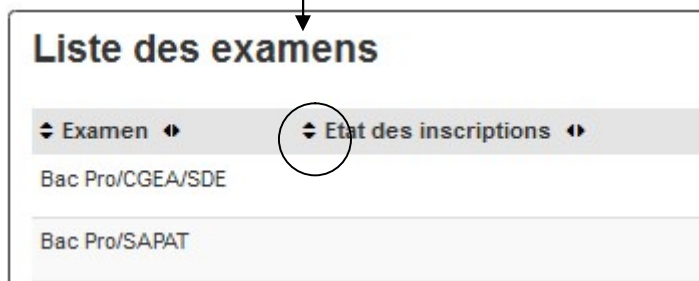 Liste des examens
Examen Etat des inscriptions
Bac Pro/CGEA/SDE
Bac Pro/SAPAT